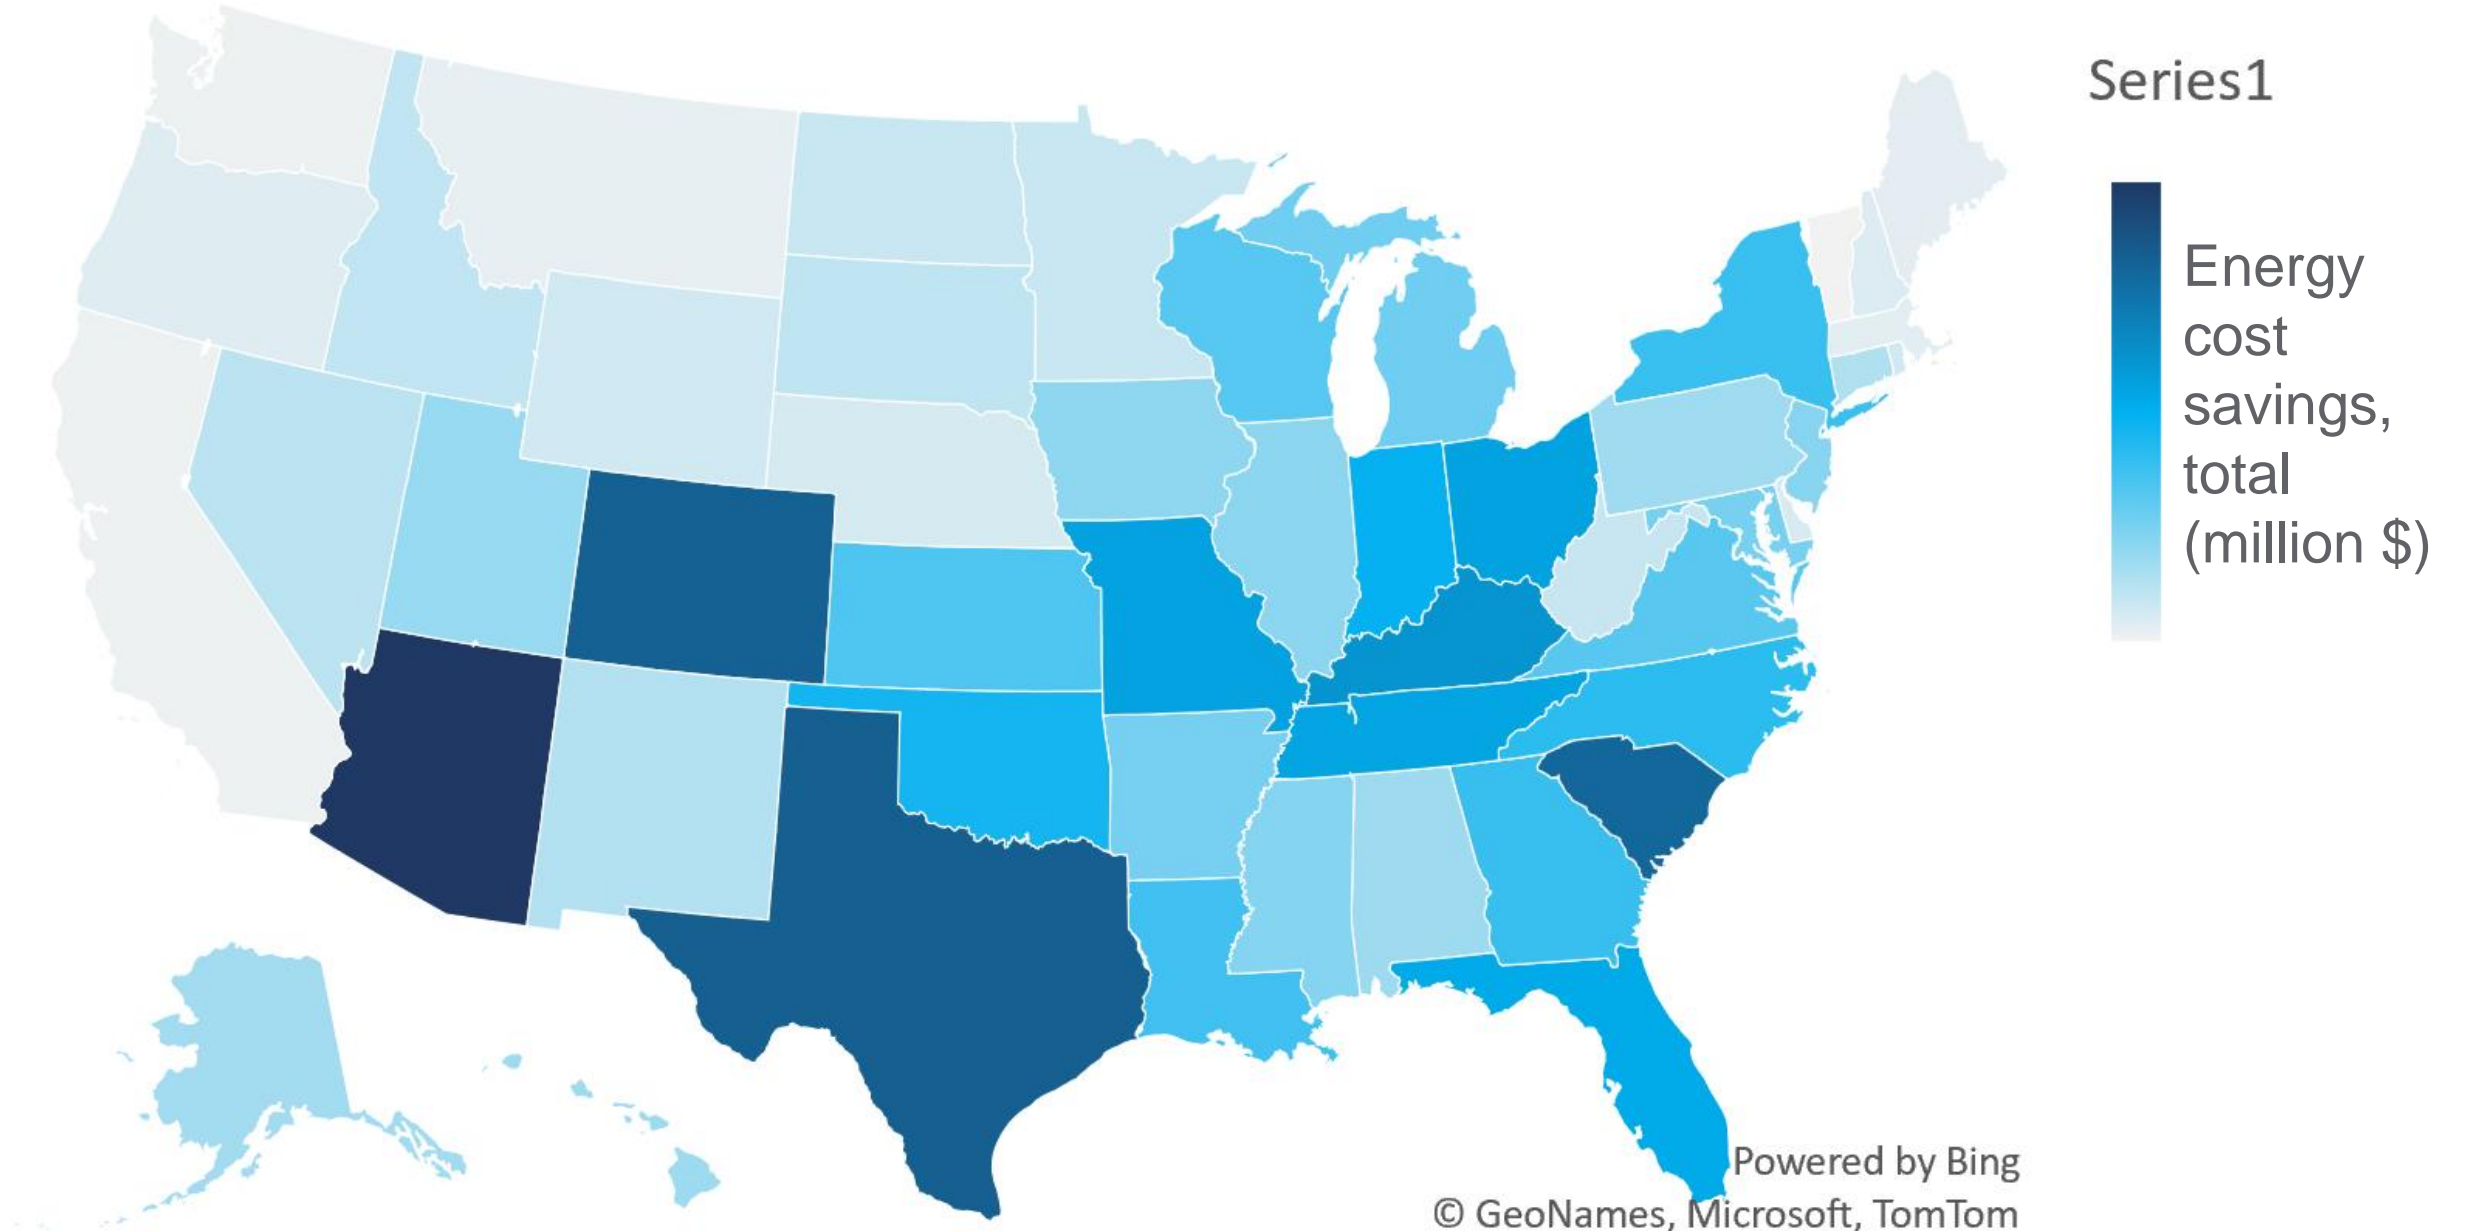 Series1
Energy
cost
savings,
total
(million $)
Powered by Bing
© GeoNames, Microsoft, TomTom